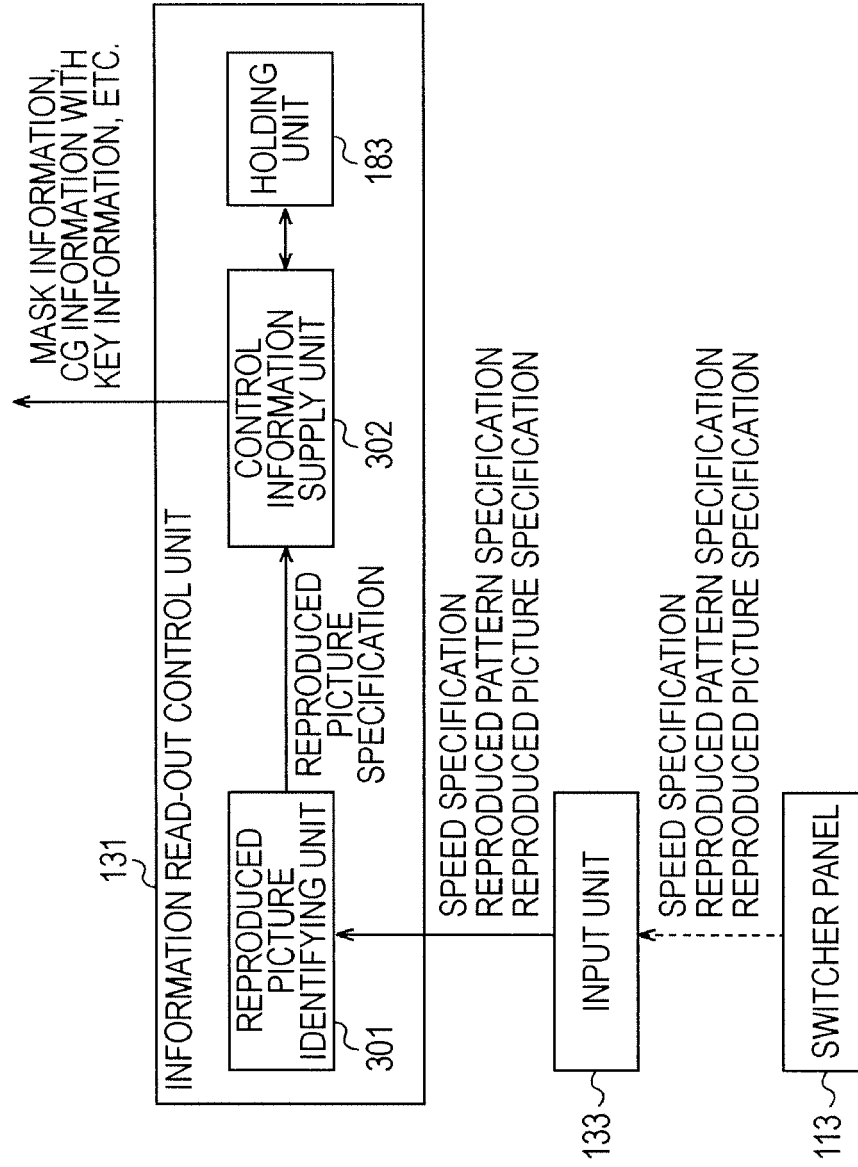 MASK INFORMATION,
CG INFORMATION WITH
KEY INFORMATION, ETC.
131
INFORMATION READ-OUT CONTROL UNIT
REPRODUCED
PICTURE
IDENTIFYING UNIT
301
REPRODUCED
PICTURE
SPECIFICATION
CONTROL
INFORMATION
SUPPLY UNIT
302
HOLDING
UNIT
183
SPEED SPECIFICATION
REPRODUCED PATTERN SPECIFICATION
REPRODUCED PICTURE SPECIFICATION
INPUT UNIT
133
SPEED SPECIFICATION
REPRODUCED PATTERN SPECIFICATION
REPRODUCED PICTURE SPECIFICATION
SWITCHER PANEL
113